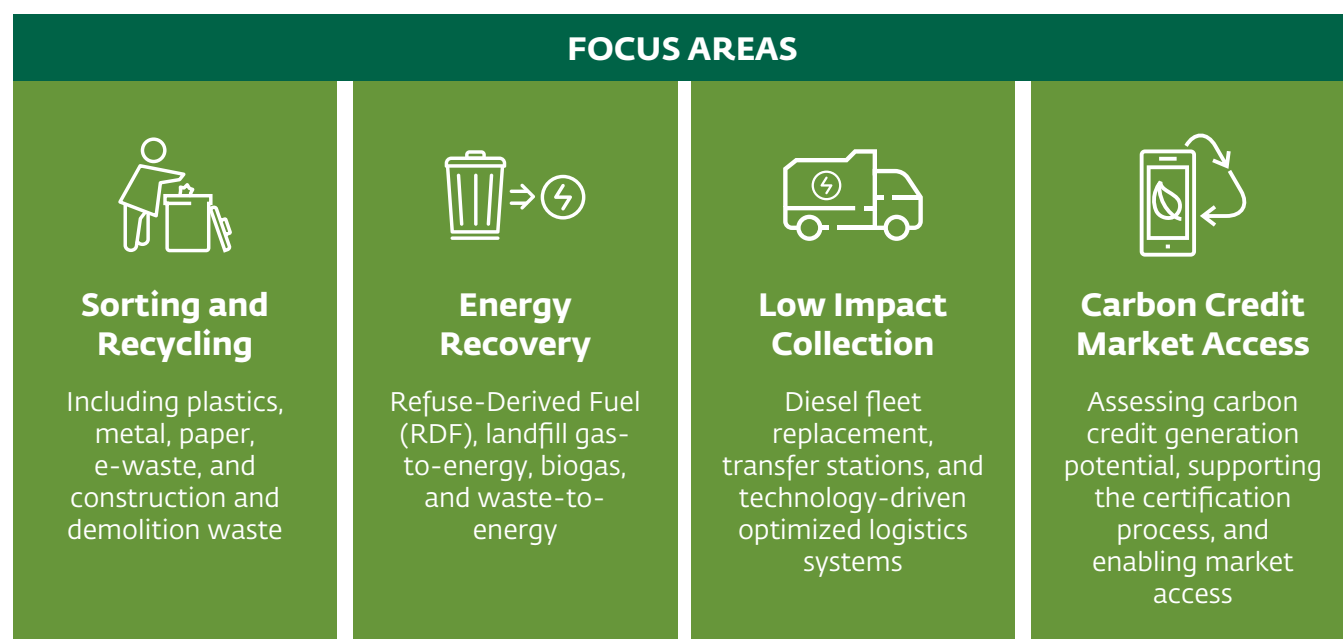 FOCUS AREAS
Sorting and
Recycling
Including plastics,
metal, paper,
e-waste, and
construction and
demolition waste
Energy
Recovery
Refuse-Derived Fuel
(RDF), landfill gas-
to-energy, biogas,
and waste-to-
energy
Low Impact
Collection
Diesel fleet
replacement,
transfer stations, and
technology-driven
optimized logistics
systems
Carbon Credit
Market Access
Assessing carbon
credit generation
potential, supporting
the certification
process, and
enabling market
access